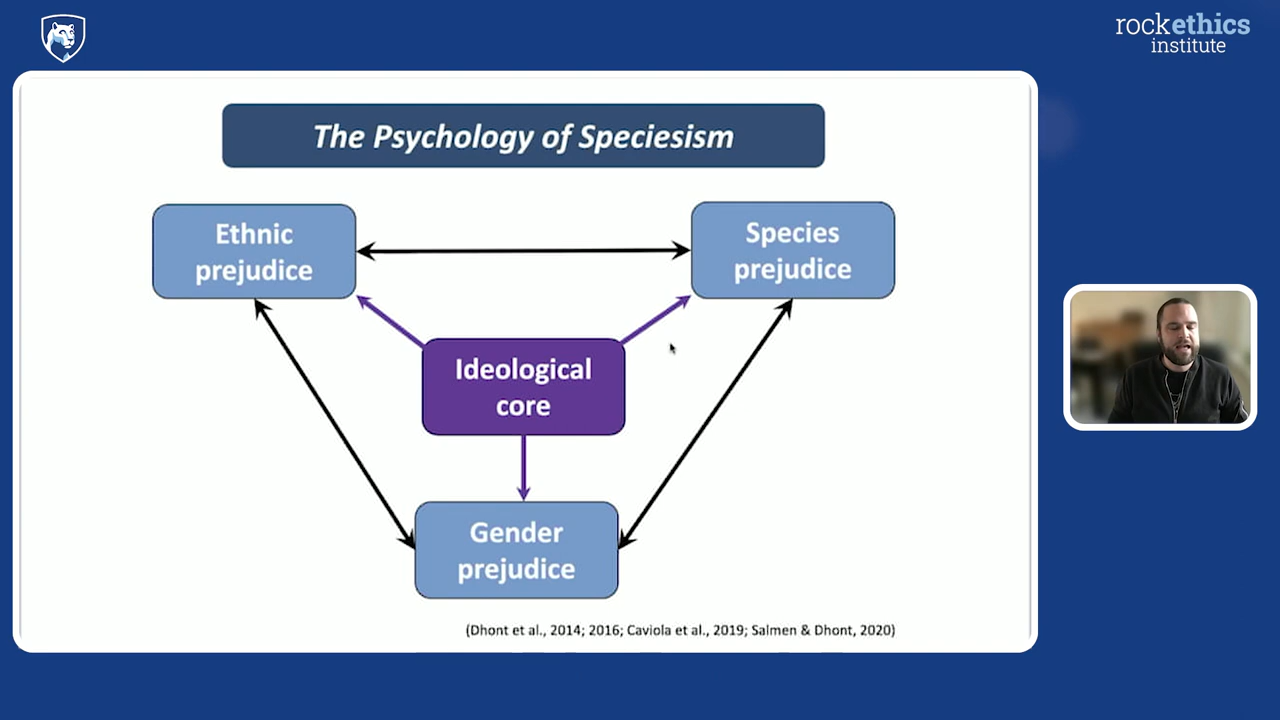 rockethics
institute
The Psychology of Speciesism
Ethnic
prejudice
Species
prejudice
Ideological
core
Gender
prejudice
(Dhont et al., 2014; 2016; Caviola et al., 2019; Salmen & Dhont, 2020)